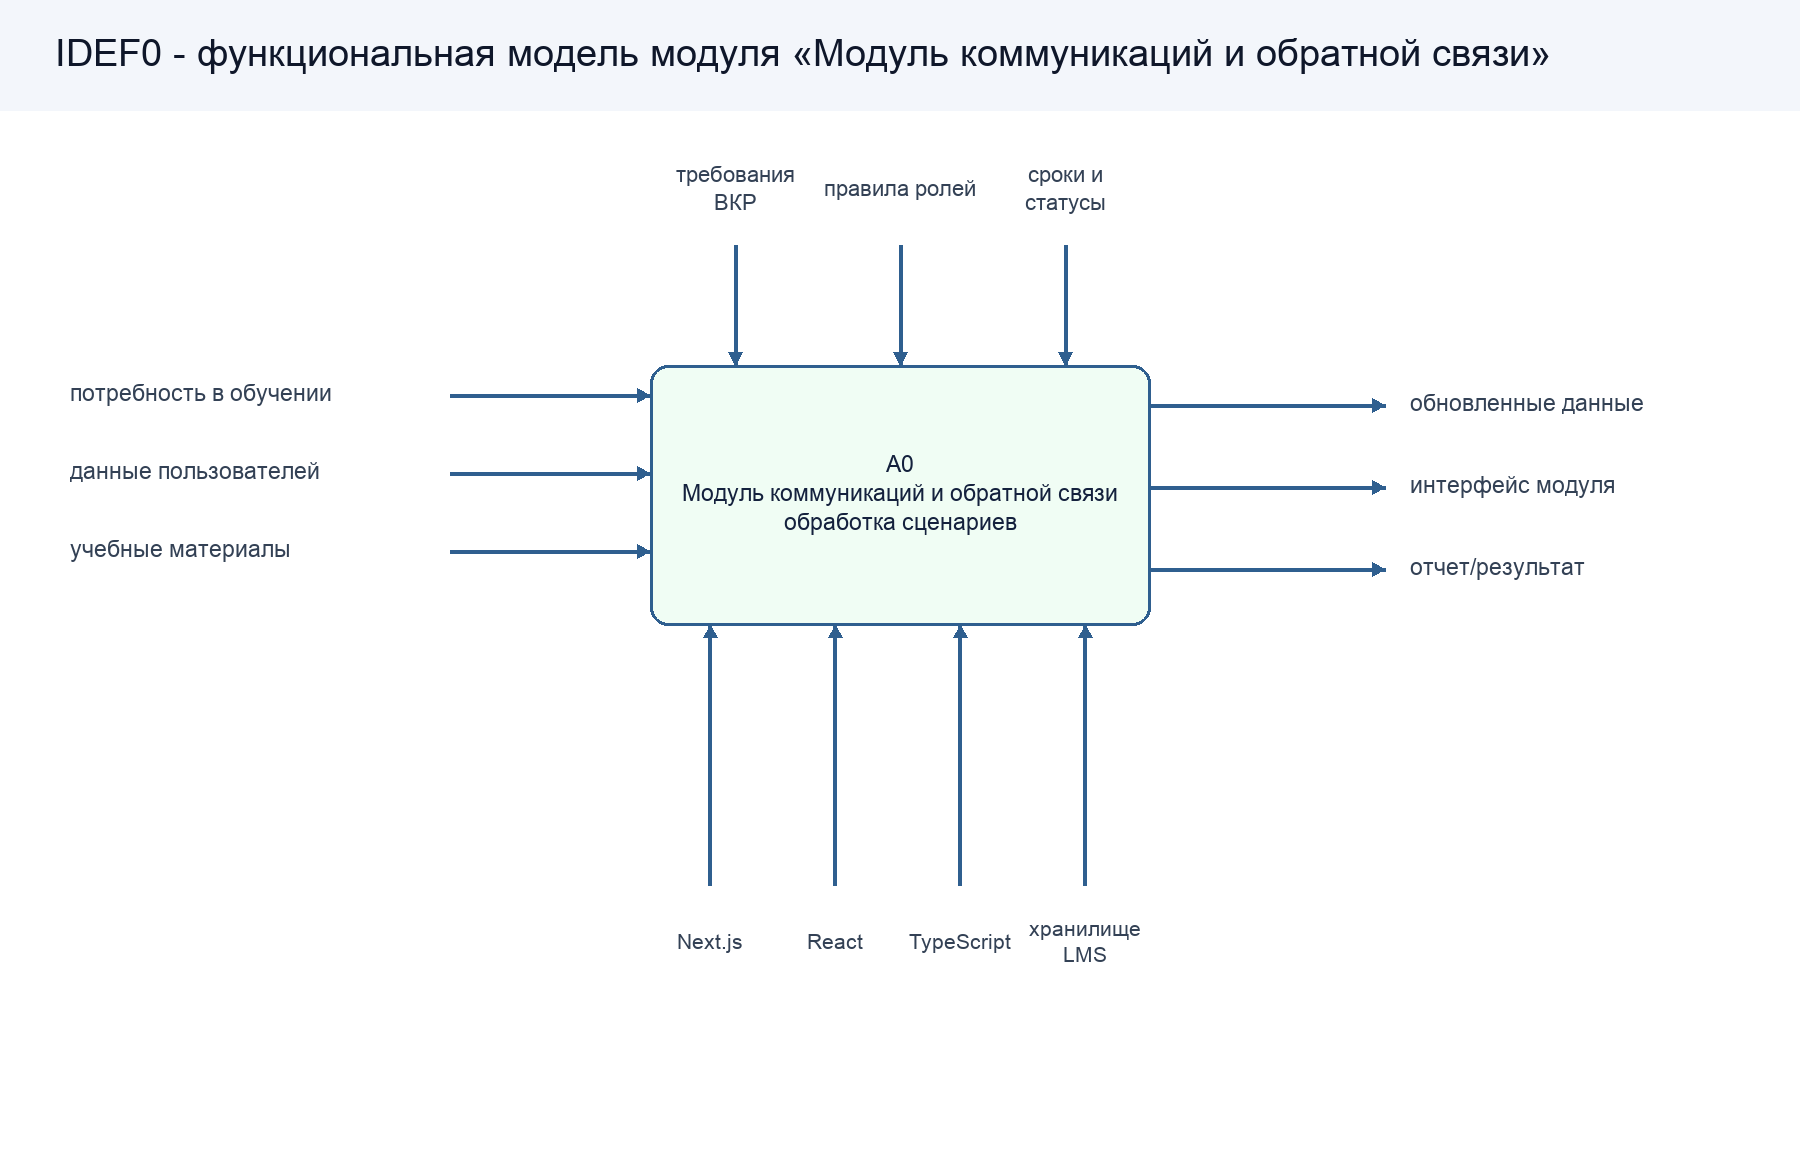 IDEF0 - функциональная модель модуля «Модуль коммуникаций и обратной связи»
требования
ВКР
правила ролей
сроки и
статусы
потребность в обучении
данные пользователей
учебные материалы
A0
Модуль коммуникаций и обратной связи
обработка сценариев
обновленные данные
интерфейс модуля
отчет/результат
Next.js
React
TypeScript
хранилище
LMS